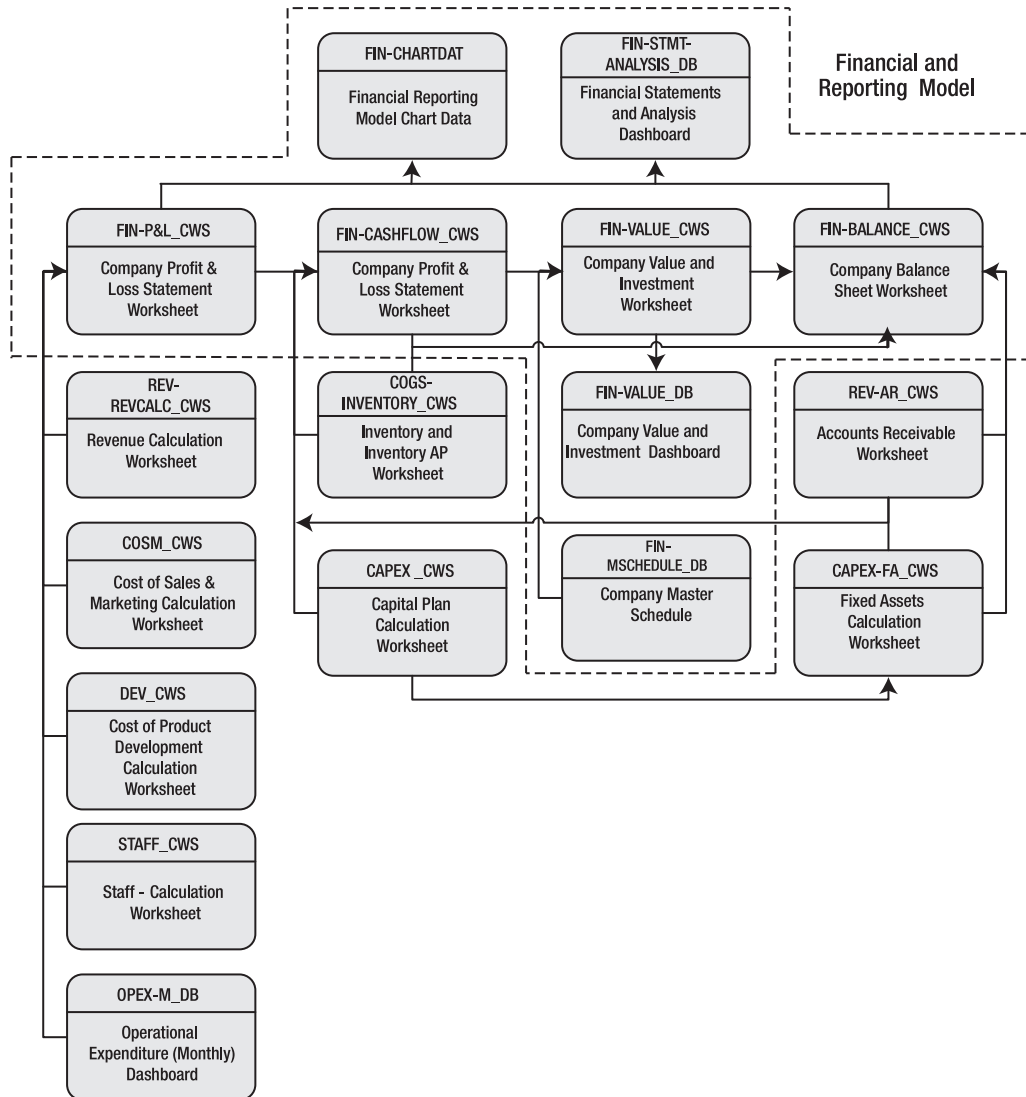 FIN-CHARTDAT
Financial Reporting
Model Chart Data
FIN-STMT-
ANALYSIS_DB
Financial Statements
and Analysis
Dashboard
Financial and
Reporting Model
FIN-P&L_CWS
Company Profit &
Loss Statement
Worksheet
FIN-CASHFLOW_CWS
Company Profit &
Loss Statement
Worksheet
FIN-VALUE_CWS
Company Value and
Investment
Worksheet
FIN-BALANCE_CWS
Company Balance
Sheet Worksheet
REV-
REVCALC_CWS
Revenue Calculation
Worksheet
COGS-
INVENTORY_CWS
Inventory and
Inventory AP
Worksheet
FIN-VALUE_DB
Company Value and
Investment Dashboard
REV-AR_CWS
Accounts Receivable
Worksheet
COSM_CWS
Cost of Sales &
Marketing Calculation
Worksheet
CAPEX _CWS
Capital Plan
Calculation
Worksheet
FIN-
MSCHEDULE_DB
Company Master
Schedule
CAPEX-FA_CWS
Fixed Assets
Calculation
Worksheet
DEV_CWS
Cost of Product
Development
Calculation
Worksheet
STAFF_CWS
Staff - Calculation
Worksheet
OPEX-M_DB
Operational
Expenditure (Monthly)
Dashboard